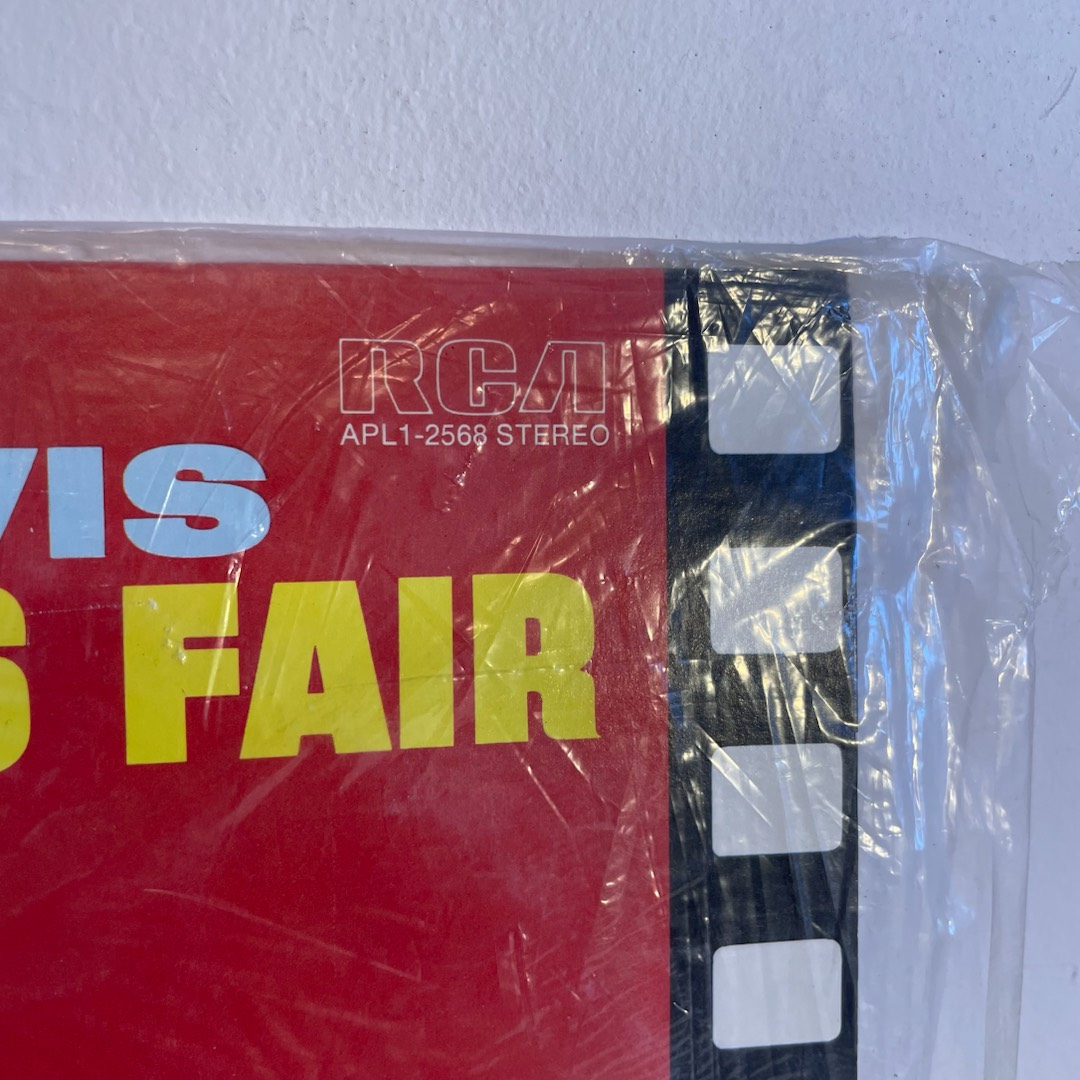 RCA
APL1-2568 STEREO
VIS
S FAIR